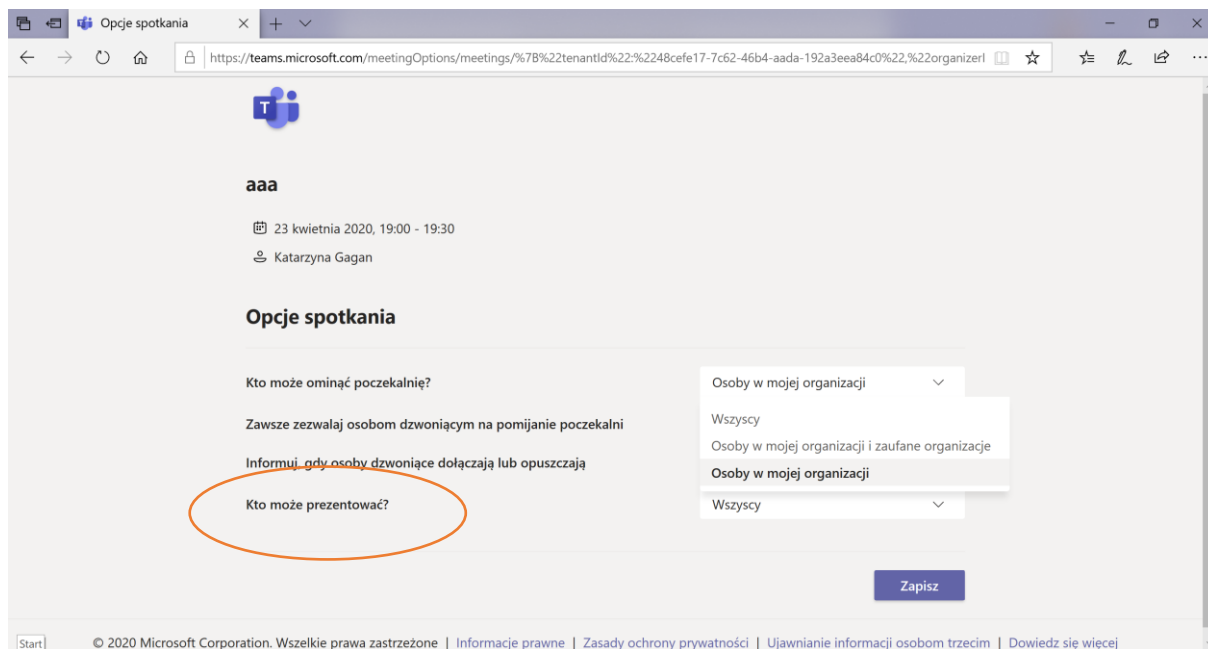 Opcje spotkania
https://teams.microsoft.com/meetingOptions/meetings/%7B%22tenantId%22:%2248cefe17-7c62-46b4-aada-192a3eea84c0%22,%22organizerI
T
aaa
23 kwietnia 2020, 19:00 - 19:30
Katarzyna Gagan
Opcje spotkania
Kto może ominąć poczekalnię?
Osoby w mojej organizacji
Zawsze zezwalaj osobom dzwoniącym na pomijanie poczekalni
Wszyscy
Osoby w mojej organizacji i zaufane organizacje
Informuj, gdy osoby dzwoniące dołączają lub opuszczają
Osoby w mojej organizacji
Kto może prezentować?
Wszyscy
Zapisz
Start
© 2020 Microsoft Corporation. Wszelkie prawa zastrzeżone | Informacje prawne | Zasady ochrony prywatności | Ujawnianie informacji osobom trzecim | Dowiedz się więcej